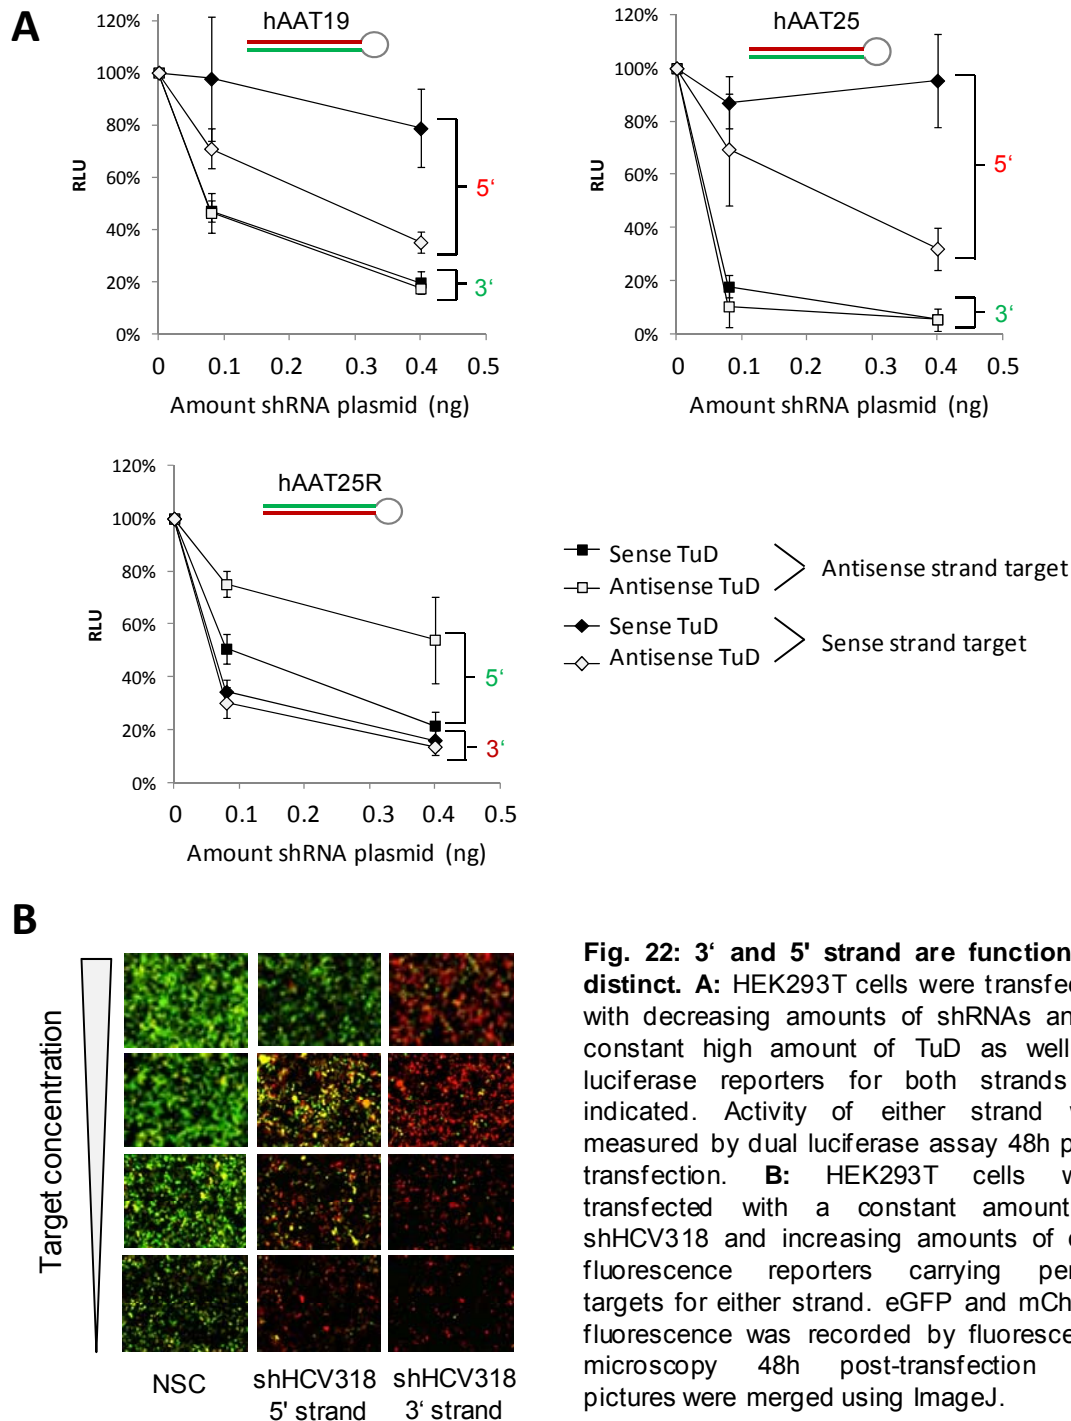 A
hAAT19
120%
100%
80%
60%
40%
20%
0%
RLU
5‘
3‘
0 0.1 0.2 0.3 0.4 0.5
Amount shRNA plasmid (ng)
hAAT25
120%
100%
80%
60%
40%
20%
0%
RLU
5‘
3‘
0 0.1 0.2 0.3 0.4 0.5
Amount shRNA plasmid (ng)
hAAT25R
120%
100%
80%
60%
40%
20%
0%
RLU
5‘
3‘
0 0.1 0.2 0.3 0.4 0.5
Amount shRNA plasmid (ng)
Sense TuD
Antisense TuD
Antisense strand target
Sense TuD
Antisense TuD
Sense strand target
B
Target concentration
NSC
shHCV318
5' strand
shHCV318
3‘ strand
Fig. 22: 3‘ and 5' strand are function
distinct. A: HEK293T cells were transfec
with decreasing amounts of shRNAs an
constant high amount of TuD as well
luciferase reporters for both strands
indicated. Activity of either strand
measured by dual luciferase assay 48h p
transfection. B: HEK293T cells w
transfected with a constant amount
shHCV318 and increasing amounts of
fluorescence reporters carrying per
targets for either strand. eGFP and mCh
fluorescence was recorded by fluoresce
microscopy 48h post-transfection
pictures were merged using ImageJ.